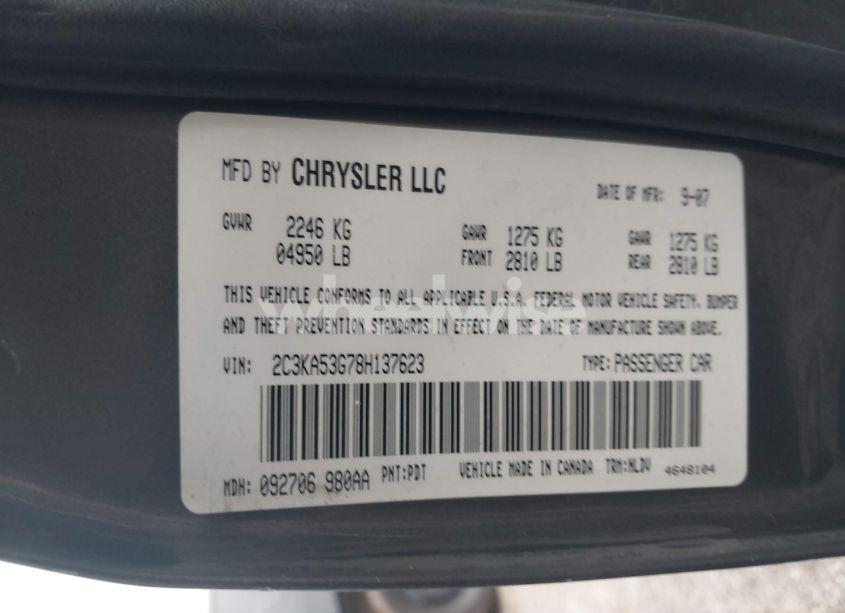 MFD BY CHRYSLER LLC DATE OF MFR: 9-07
GVWR 2246 KG GAWR 1275 KG GAWR 1275 KG
04950 LB FRONT 2810 LB REAR 2810 LB
THIS VEHICLE CONFORMS TO ALL APPLICABLE U.S.A. FEDERAL MOTOR VEHICLE SAFETY, BUMPER
AND THEFT PREVENTION STANDARDS IN EFFECT ON THE DATE OF MANUFACTURE SHOWN ABOVE.
wheelwise
VIN: 2C3KA53G78H137623 TYPE: PASSENGER CAR
MDH: 092706 980AA PNT:PDT VEHICLE MADE IN CANADA TRM:NLDV 4648104